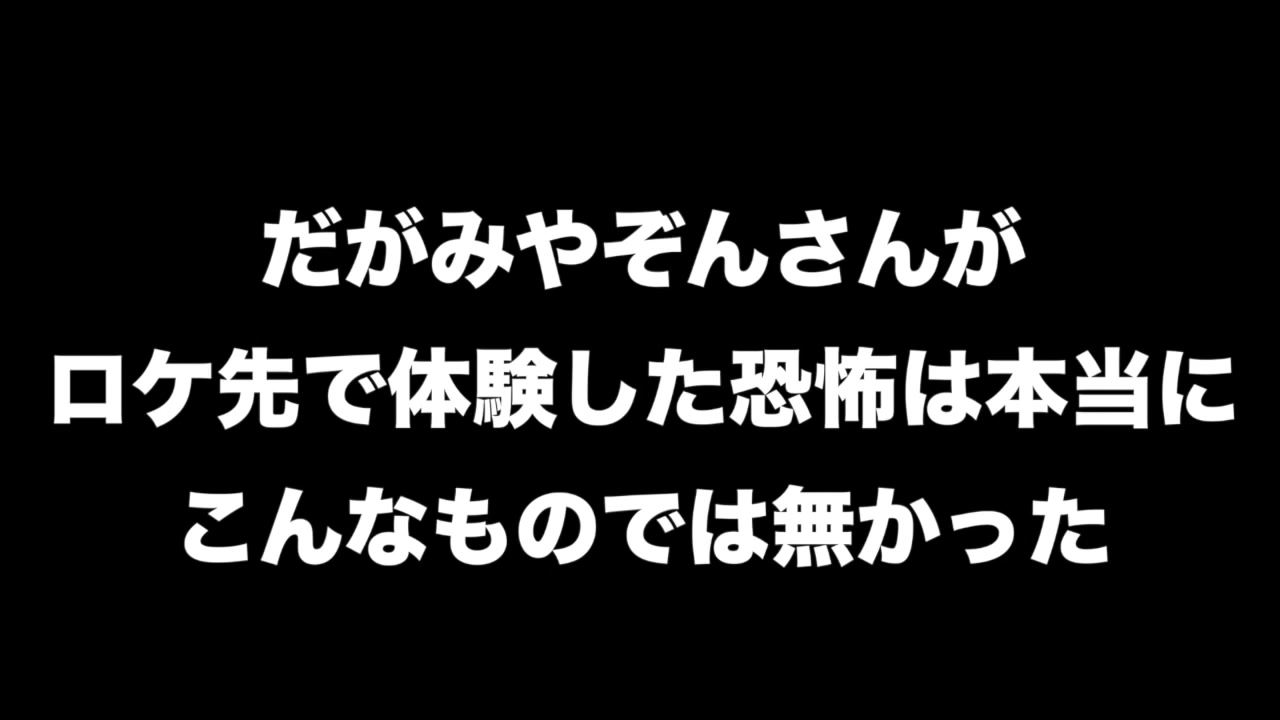 だがみやぞんさんが
ロケ先で体験した恐怖は本当に
こんなものでは無かった